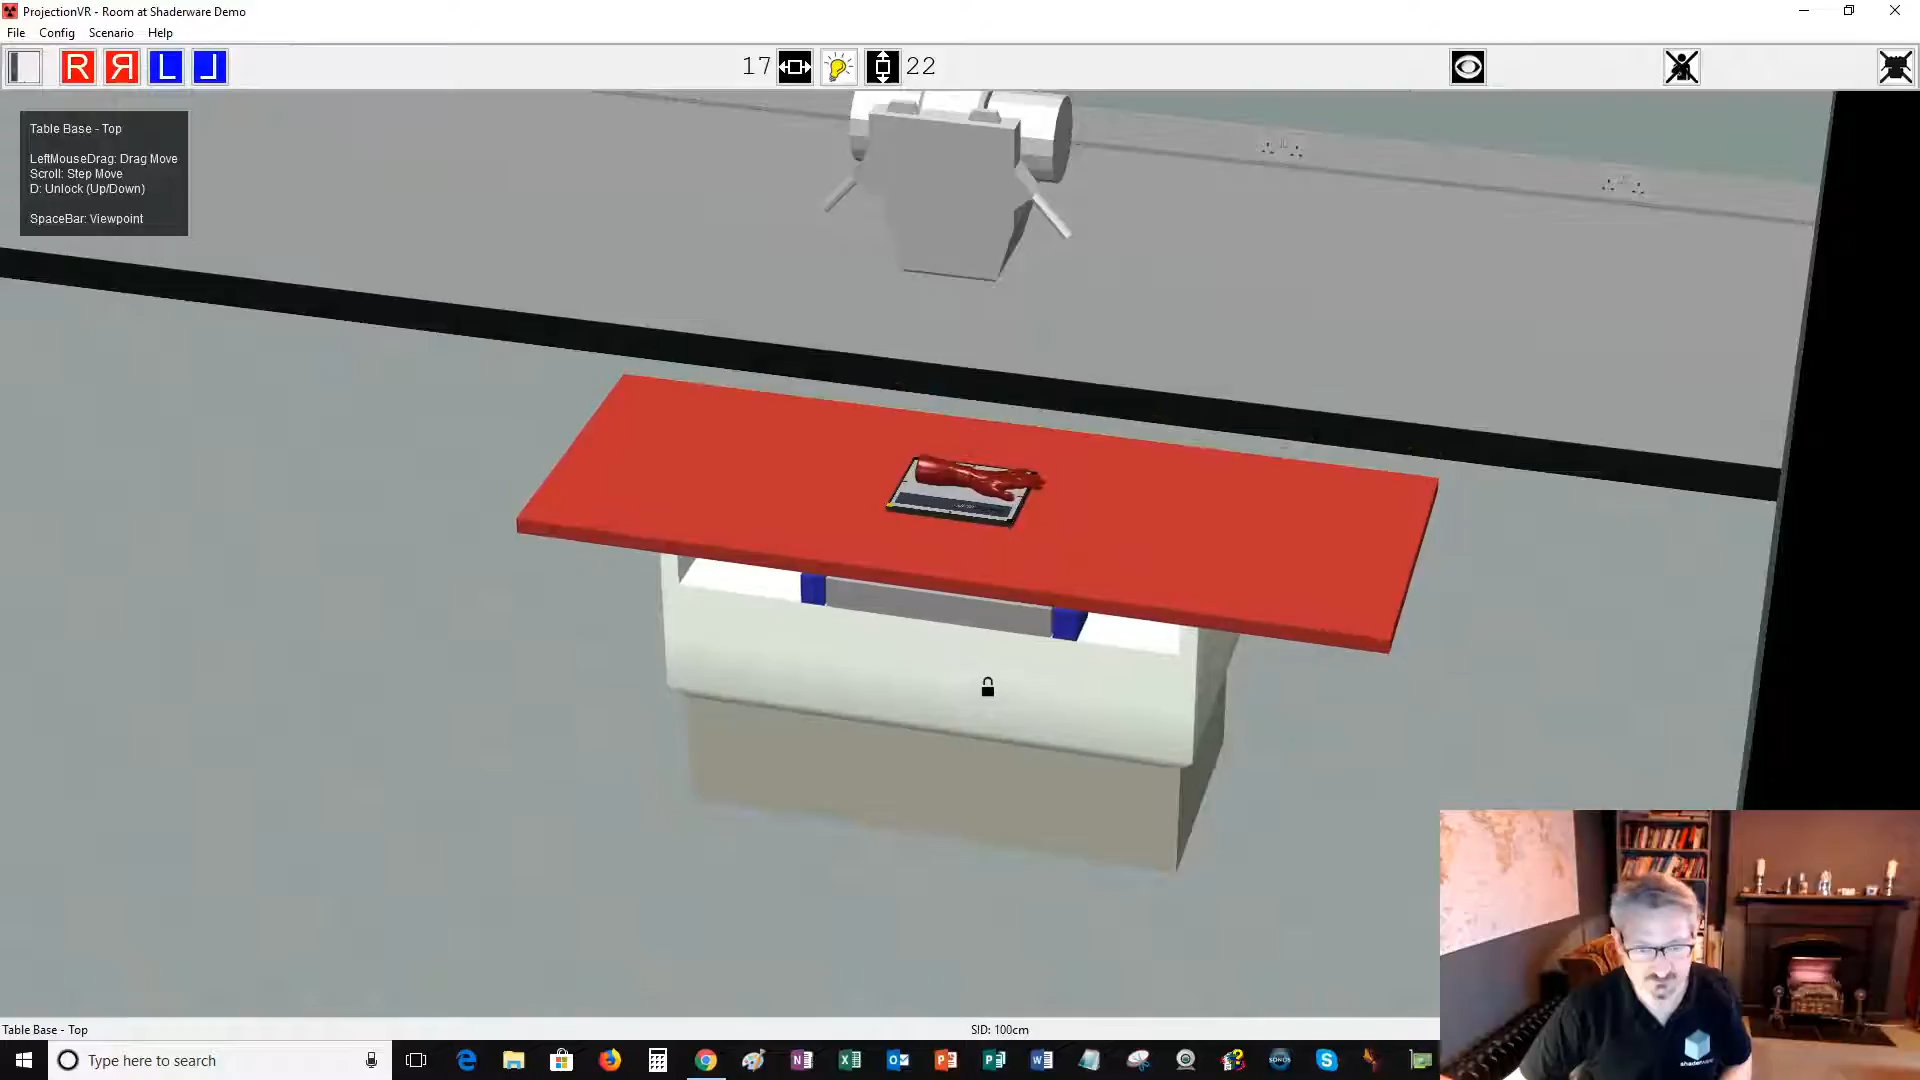 ProjectionVR - Room at Shaderware Demo
File Config Scenario Help
R R L L 17 22
Table Base - Top
LeftMouseDrag: Drag Move
Scroll: Step Move
D: Unlock (Up/Down)
SpaceBar: Viewpoint
Table Base - Top SID: 100cm
Type here to search
SONOS